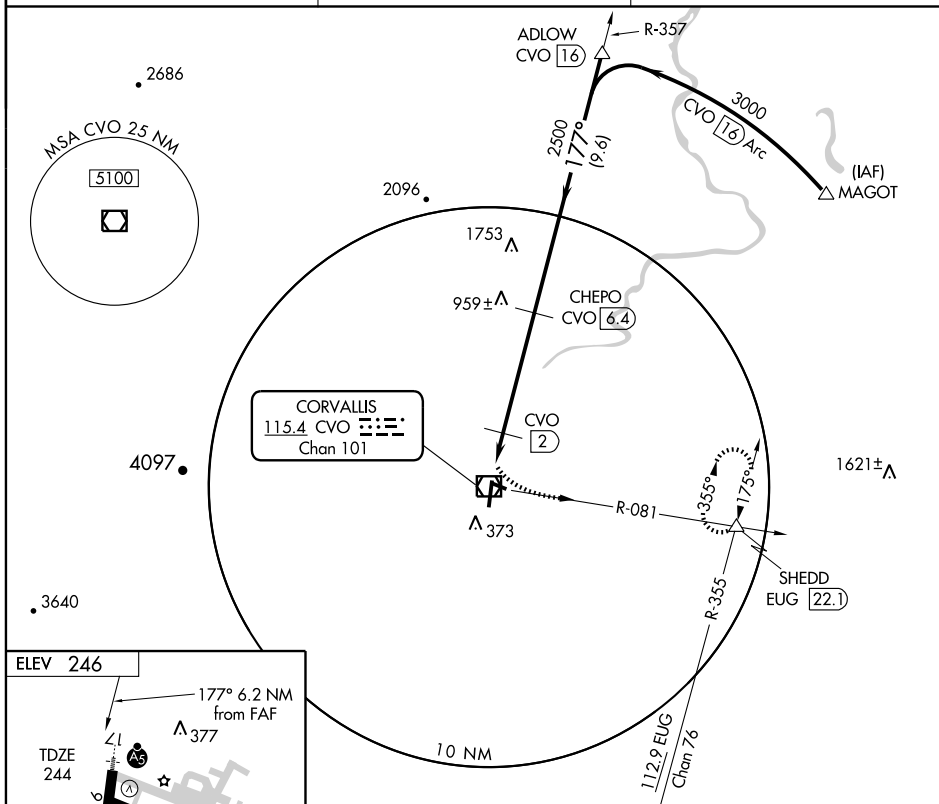 ADLOW
CVO 16
R-357
2686
MSA CVO 25 NM
5100
3000
CVO 16 Arc
(IAF)
MAGOT
2500
177°
(9.6)
2096
1753
959±
CHEPO
CVO 6.4
CORVALLIS
115.4 CVO
Chan 101
CVO
2
4097
1621±
355°
175°
R-081
373
SHEDD
EUG 22.1
R-355
3640
ELEV 246
177° 6.2 NM
from FAF
377
17
A5
TDZE
244
V
9
10 NM
112.9 EUG
Chan 76